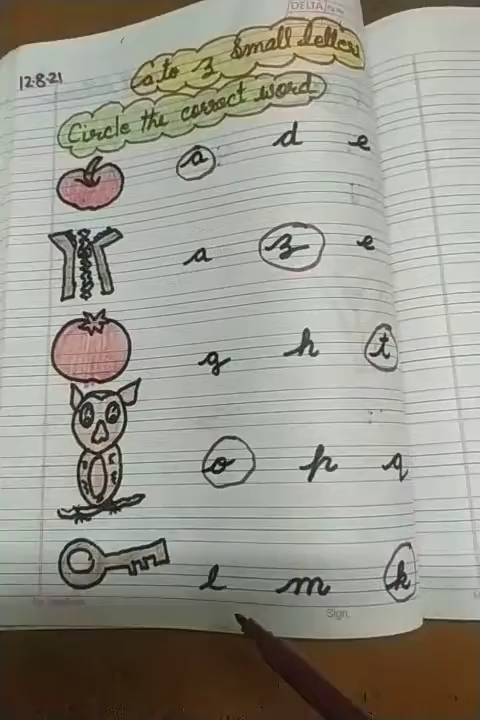 DELTA
12·8·21
a to z small letters
Circle the correct word
a d e
a z e
g h t
o p q
l m k
Sign.